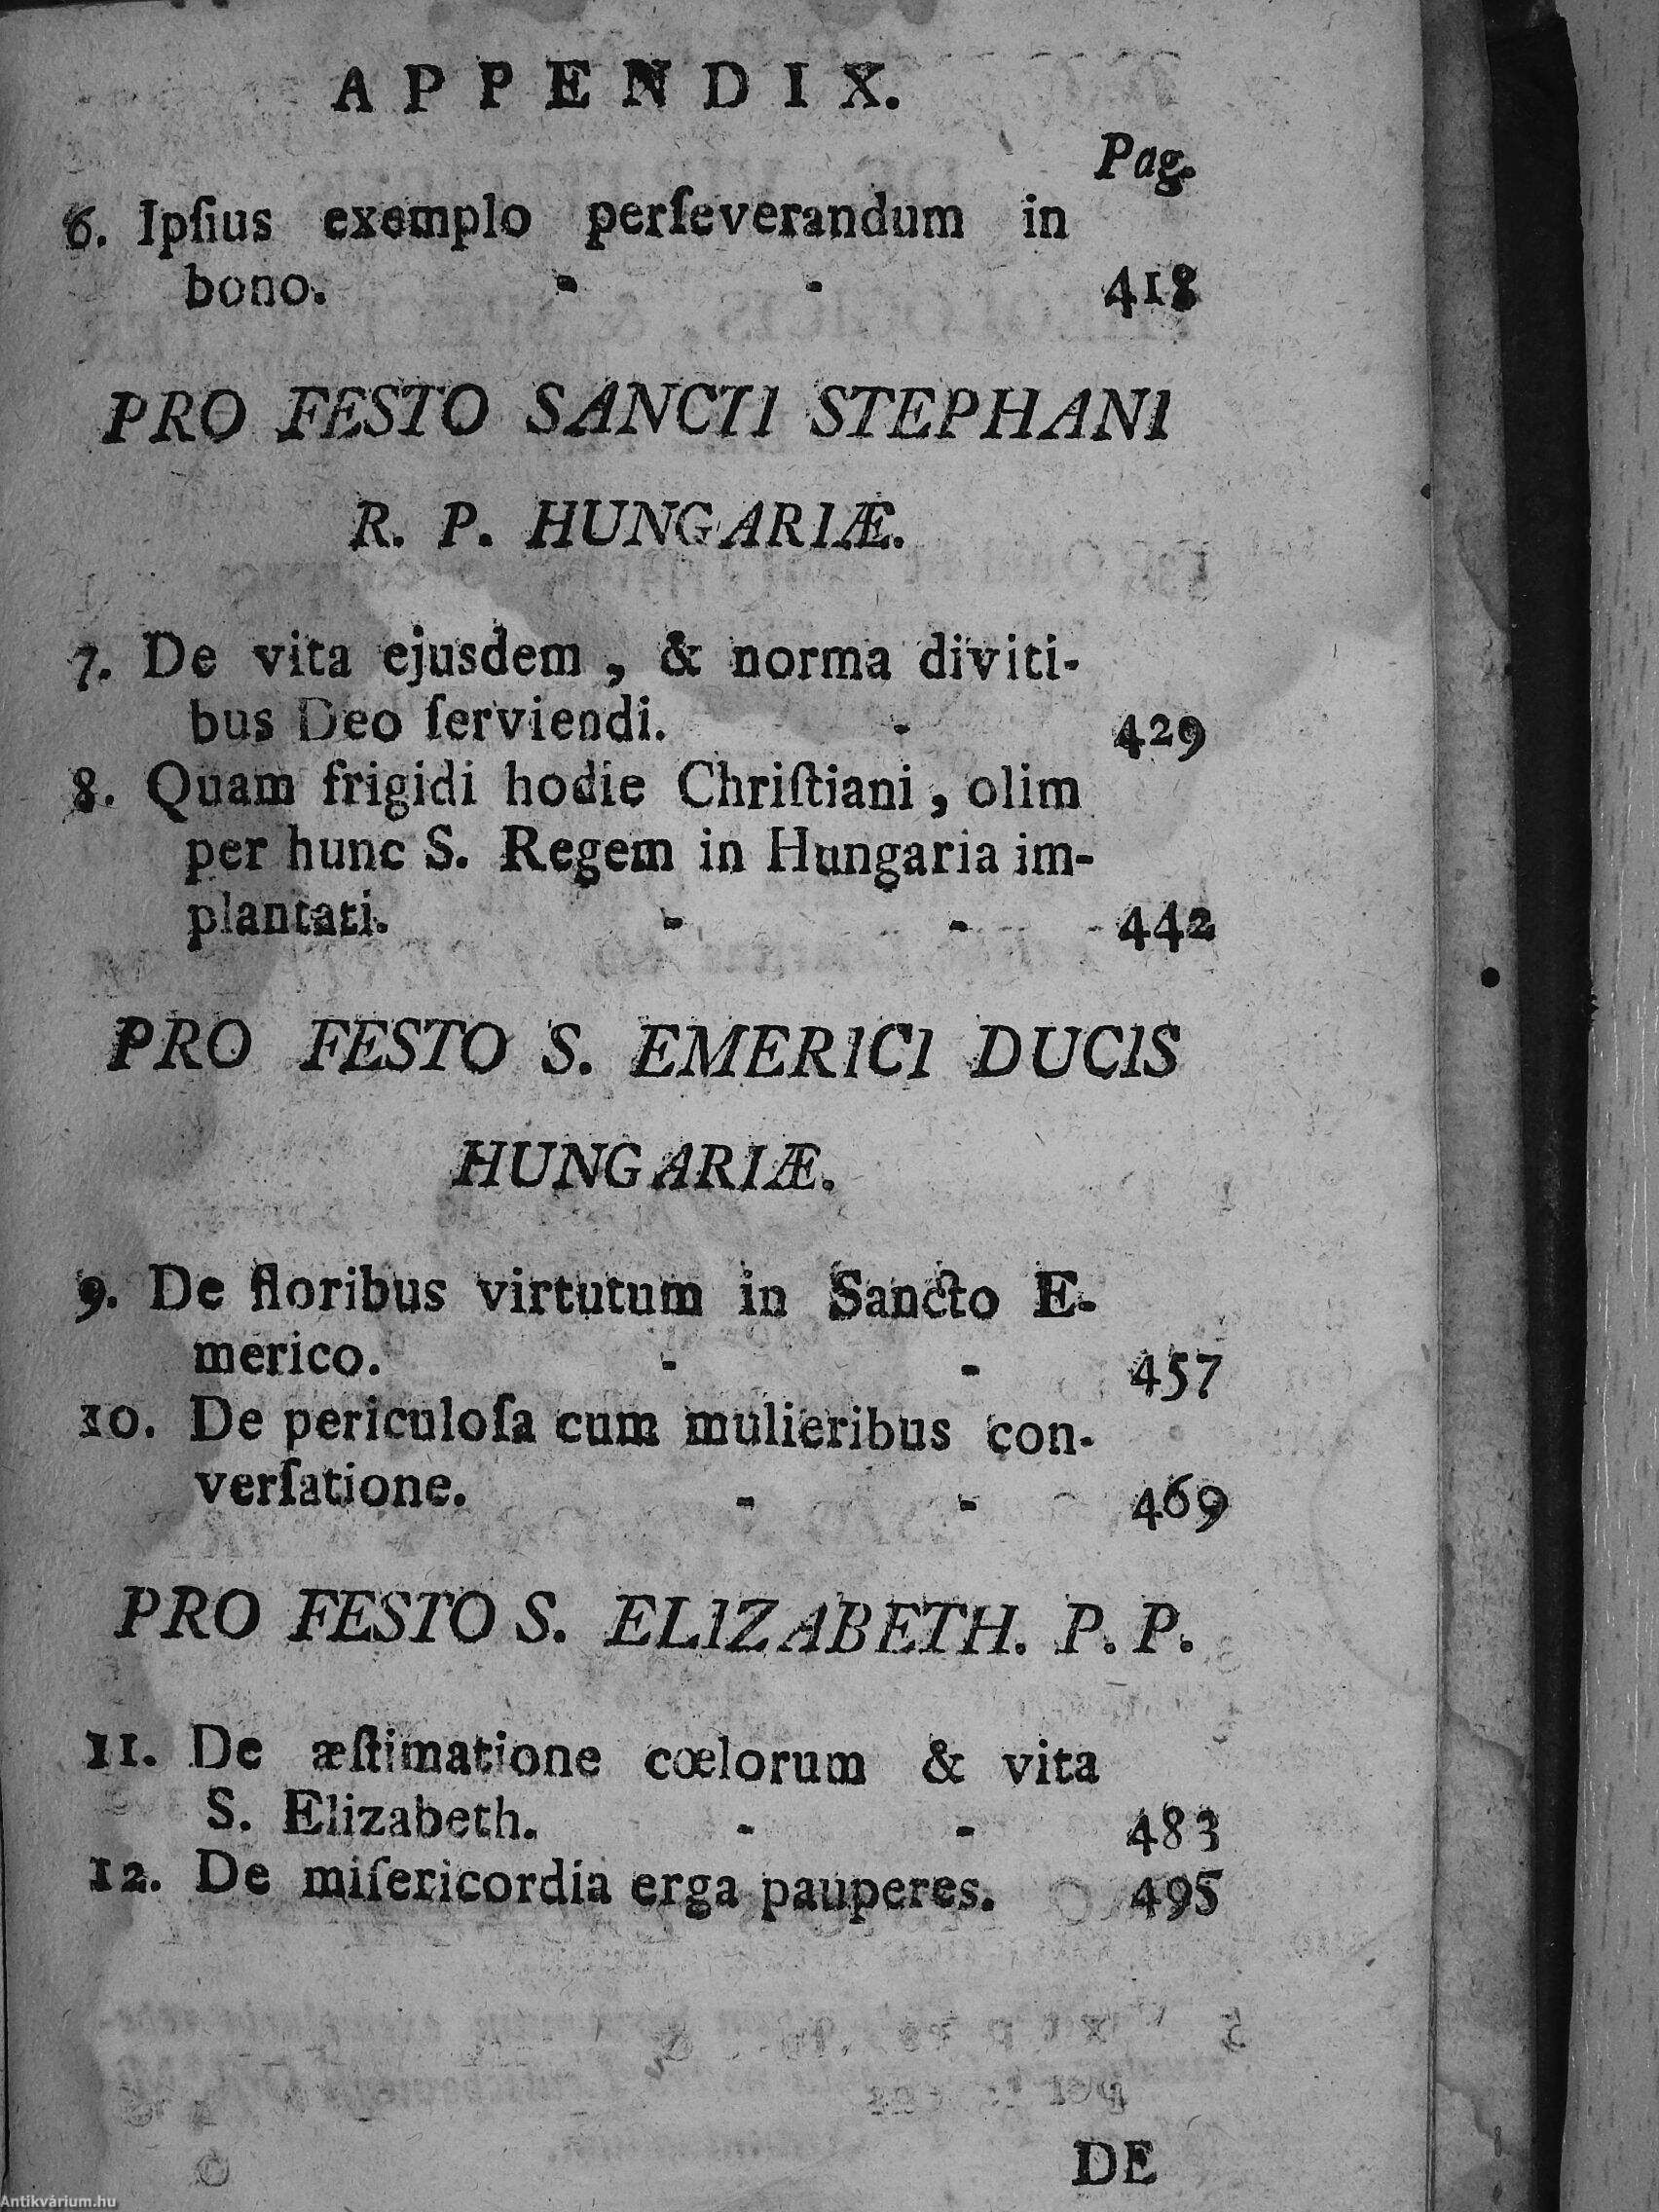 APPENDIX.
Pag.
6. Ipſius exemplo perſeverandum in
bono. - - 418
PRO FESTO SANCTI STEPHANI
R. P. HUNGARIÆ.
7. De vita ejusdem, & norma diviti-
bus Deo ſerviendi. - 429
8. Quam frigidi hodie Chriſtiani, olim
per hunc S. Regem in Hungaria im-
plantati. - - 442
PRO FESTO S. EMERICI DUCIS
HUNGARIÆ.
9. De floribus virtutum in Sancto E-
merico. - - 457
10. De periculoſa cum mulieribus con-
verſatione. - - 469
PRO FESTO S. ELIZABETH. P. P.
11. De æſtimatione cœlorum & vita
S. Elizabeth. - - 483
12. De miſericordia erga pauperes. 495
DE
Antikvárium.hu